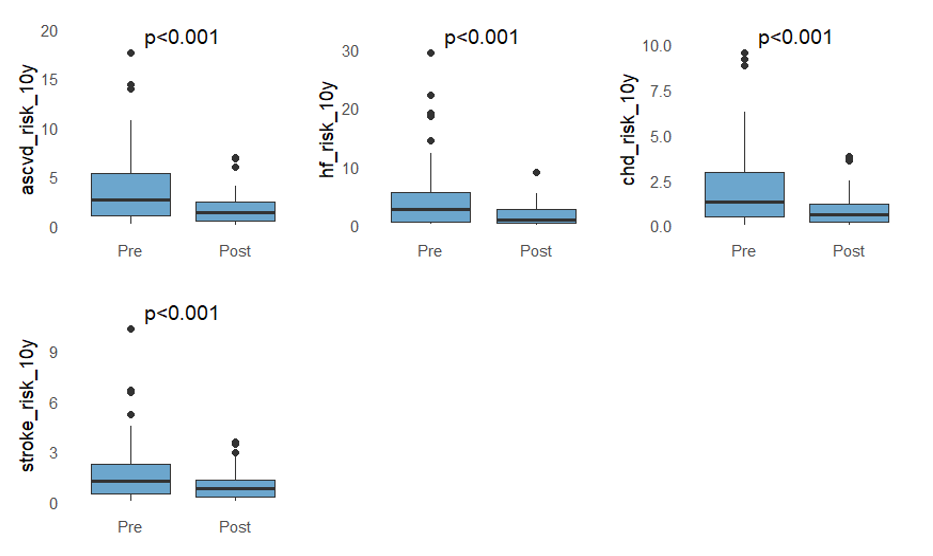 p<0.001
ascvd_risk_10y
20
15
10
5
0
Pre Post
p<0.001
hf_risk_10y
30
20
10
0
Pre Post
p<0.001
chd_risk_10y
10.0
7.5
5.0
2.5
0.0
Pre Post
p<0.001
stroke_risk_10y
9
6
3
0
Pre Post